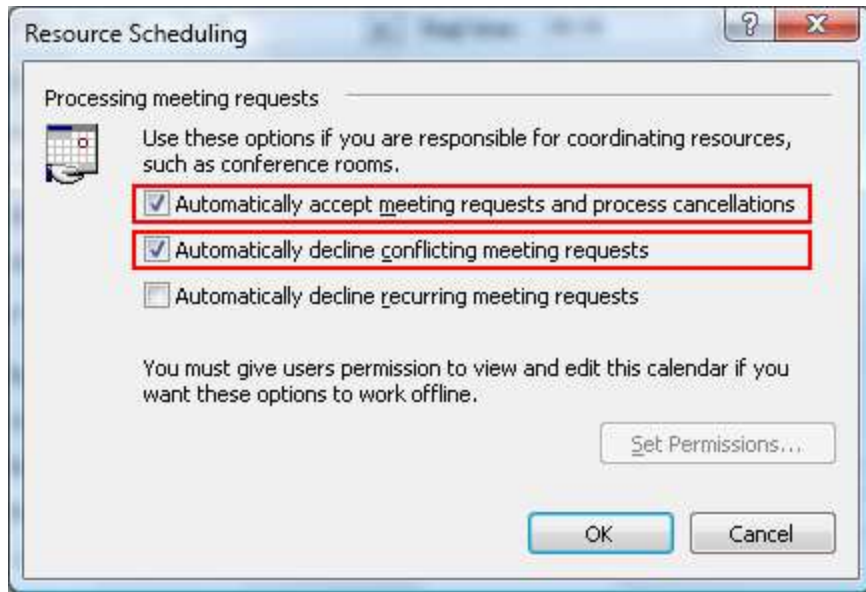 Resource Scheduling
Processing meeting requests
Use these options if you are responsible for coordinating resources,
such as conference rooms.
Automatically accept meeting requests and process cancellations
Automatically decline conflicting meeting requests
Automatically decline recurring meeting requests
You must give users permission to view and edit this calendar if you
want these options to work offline.
Set Permissions...
OK
Cancel